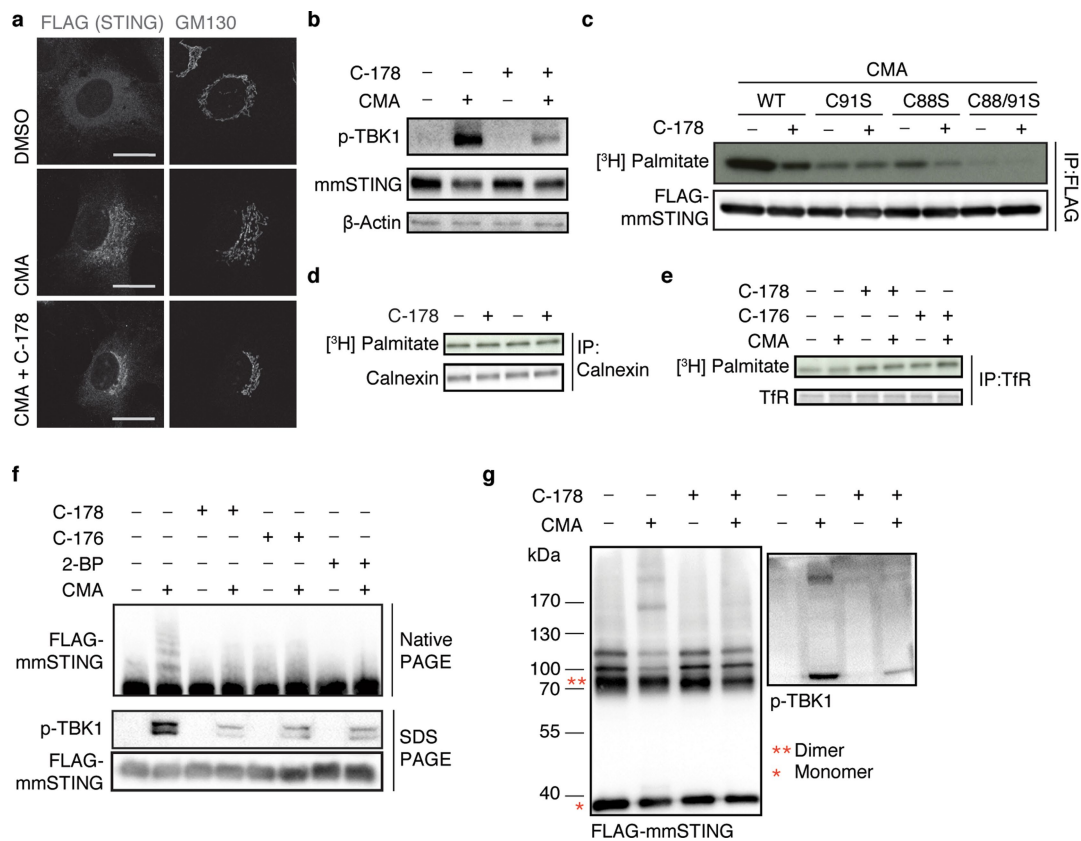 a
FLAG (STING) GM130
DMSO
CMA
CMA + C-178
b
C-178 – – + +
CMA – + – +
p-TBK1
mmSTING
β-Actin
c
CMA
WT C91S C88S C88/91S
C-178 – + – + – + – +
[³H] Palmitate
FLAG-
mmSTING
IP:FLAG
d
C-178 – + – +
[³H] Palmitate
Calnexin
IP:
Calnexin
e
C-178 – – + + – –
C-176 – – – – + +
CMA – + – + – +
[³H] Palmitate
TfR
IP:TfR
f
C-178 – – + + – – – –
C-176 – – – – + + – –
2-BP – – – – – – + +
CMA – + – + – + – +
FLAG-
mmSTING
Native
PAGE
p-TBK1
FLAG-
mmSTING
SDS
PAGE
g
C-178 – – + + – – + +
CMA – + – + – + – +
kDa
170
130
100
** 70
55
40
*
FLAG-mmSTING
p-TBK1
** Dimer
* Monomer